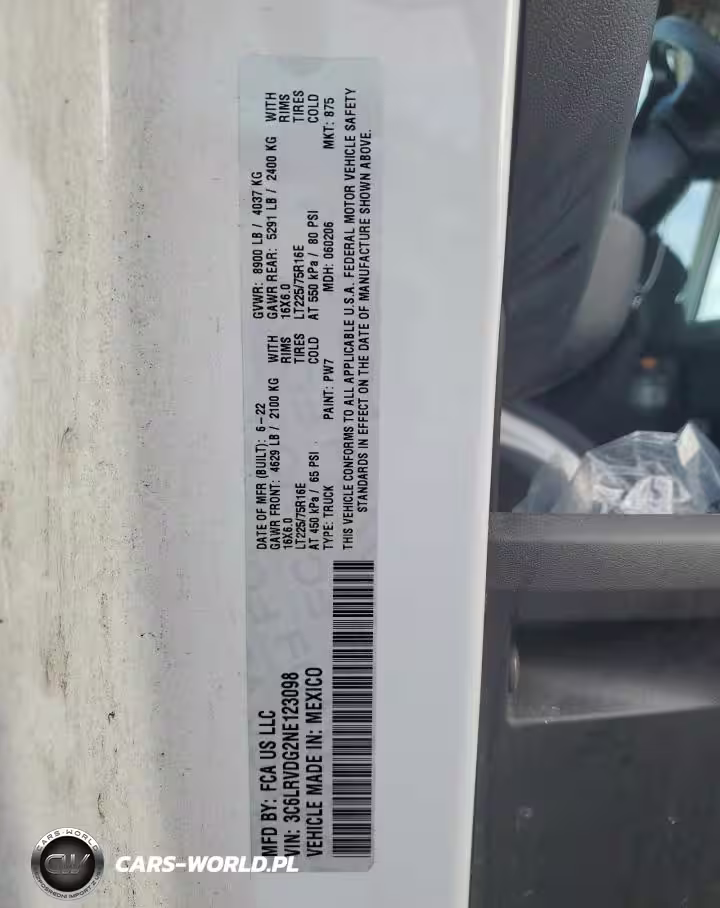 MFD BY: FCA US LLC
VIN: 3C6LRVDG2NE123098
VEHICLE MADE IN: MEXICO
DATE OF MFR (BUILT): 6-22 GVWR: 8900 LB / 4037 KG
GAWR FRONT: 4629 LB / 2100 KG WITH GAWR REAR: 5291 LB / 2400 KG WITH
16X6.0 RIMS 16X6.0 RIMS
LT225/75R16E TIRES LT225/75R16E TIRES
AT 450 kPa / 65 PSI COLD AT 550 kPa / 80 PSI COLD
TYPE: TRUCK PAINT: PW7 MDH: 060206 MKT: 875
THIS VEHICLE CONFORMS TO ALL APPLICABLE U.S.A. FEDERAL MOTOR VEHICLE SAFETY
STANDARDS IN EFFECT ON THE DATE OF MANUFACTURE SHOWN ABOVE.
CARS-WORLD
CW
CARS-WORLD.PL